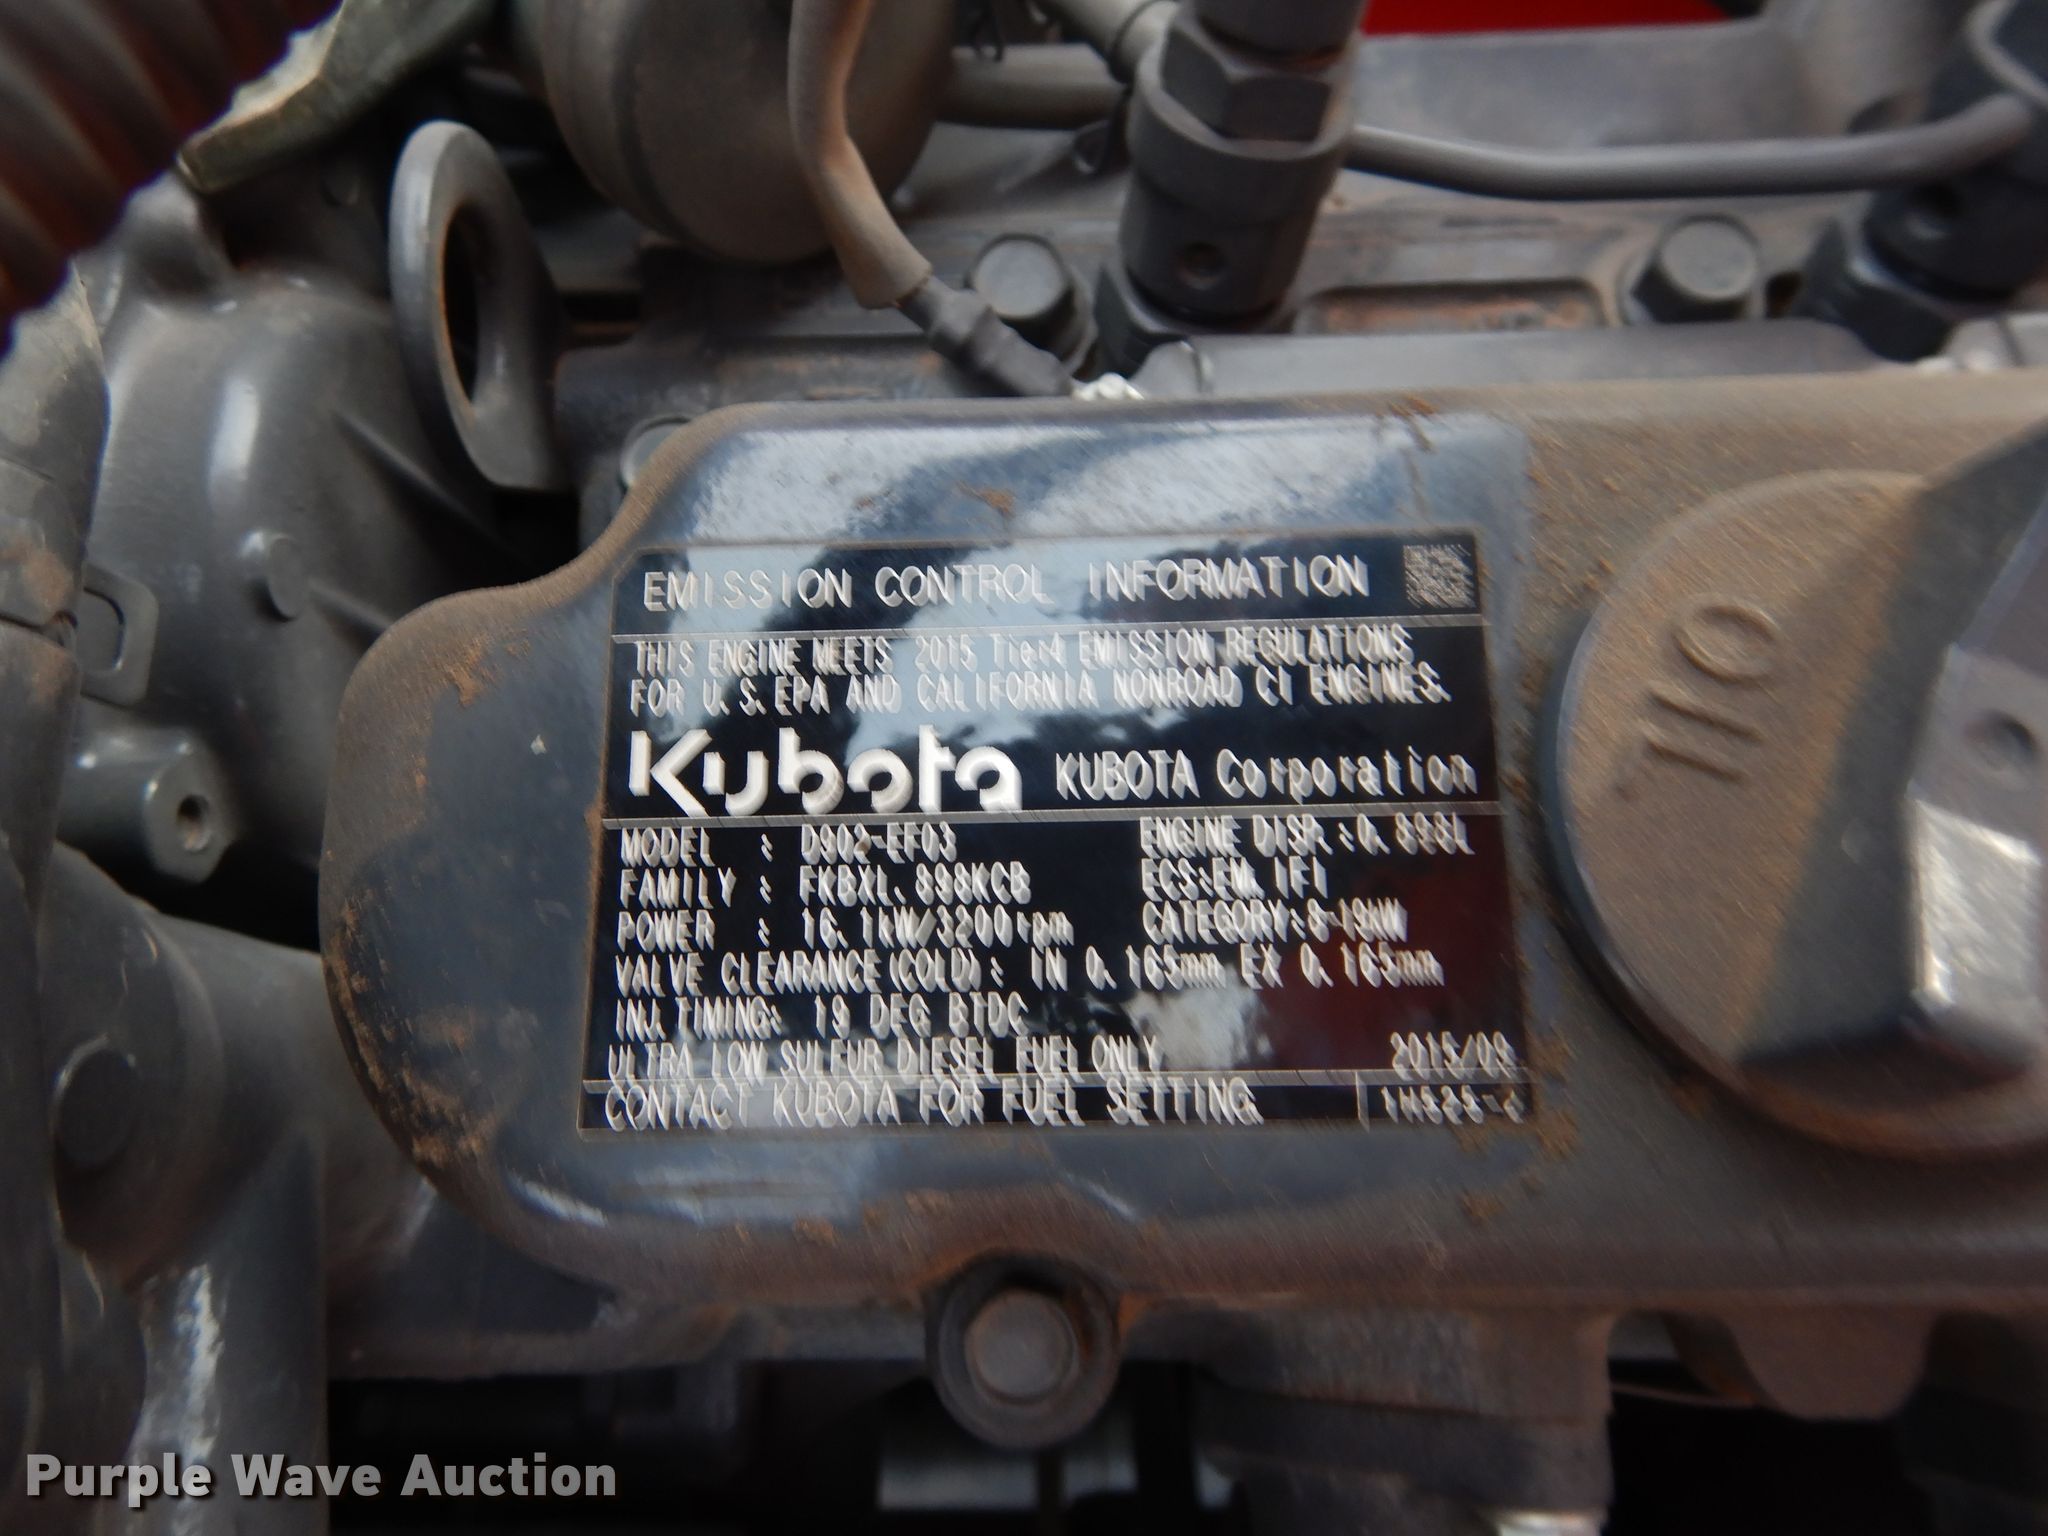 EMISSION CONTROL INFORMATION
THIS ENGINE MEETS 2015 Tier4 EMISSION REGULATIONS
FOR U.S.EPA AND CALIFORNIA NONROAD CI ENGINES.
Kubota KUBOTA Corporation
MODEL : D902-EF03 ENGINE DISP.:0.898L
FAMILY : FKBXL.898KCB ECS:EM,IFI
POWER : 16.1kW/3200rpm CATEGORY:8-19kW
VALVE CLEARANCE(COLD): IN 0.165mm EX 0.165mm
INJ.TIMING: 19 DEG BTDC
ULTRA LOW SULFUR DIESEL FUEL ONLY 2015/09
CONTACT KUBOTA FOR FUEL SETTING.
OIL
Purple Wave Auction